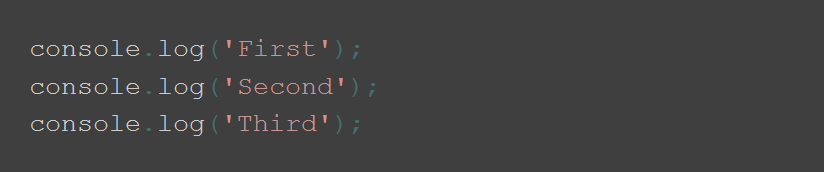 console.log('First');
console.log('Second');
console.log('Third');